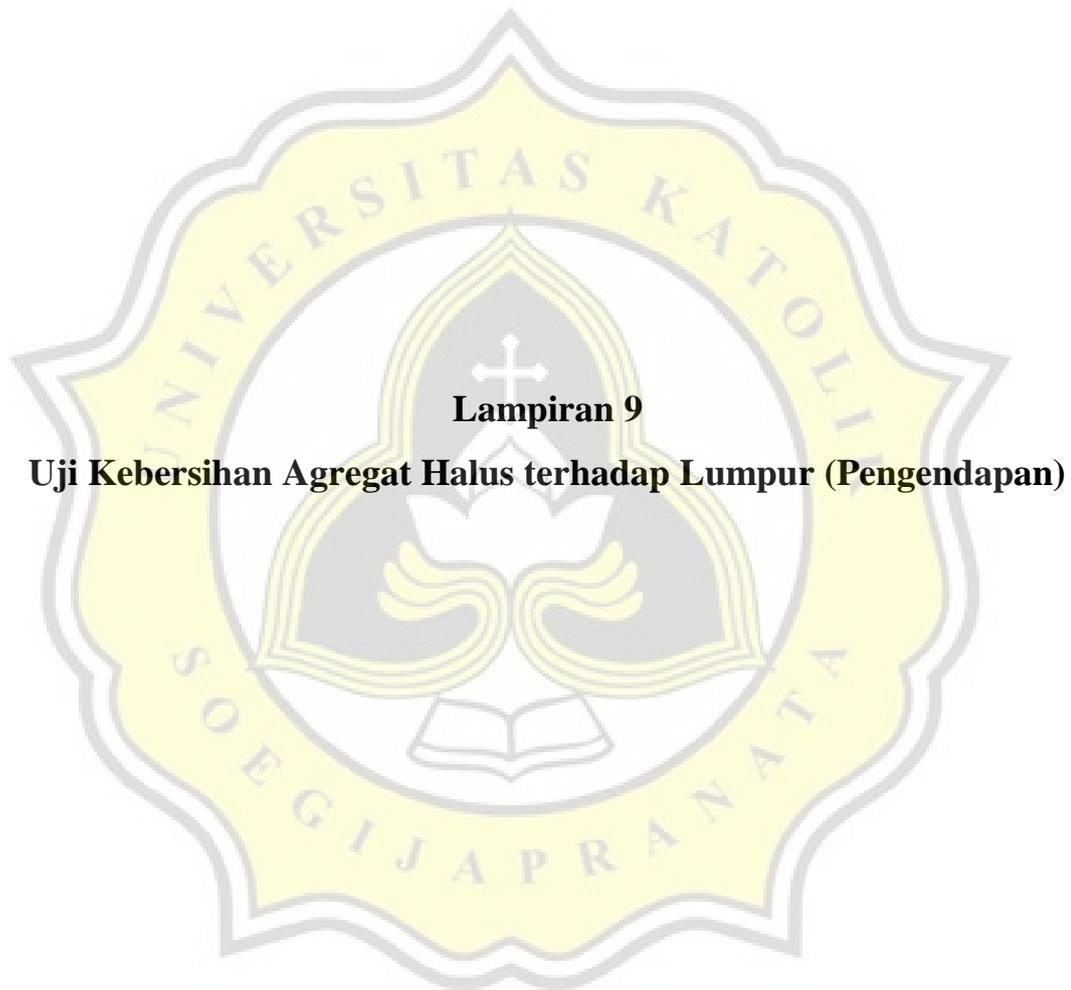 UNIVERSITAS KATOLIK
Lampiran 9
Uji Kebersihan Agregat Halus terhadap Lumpur (Pengendapan)
SOEGIJAPRANATA